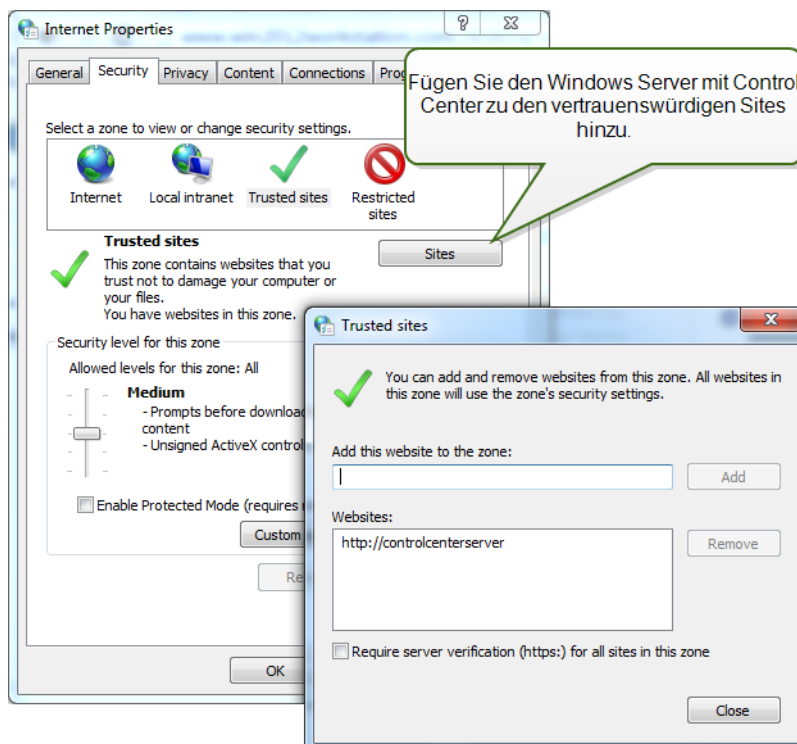 Internet Properties
General Security Privacy Content Connections
Fügen Sie den Windows Server mit Control
Center zu den vertrauenswürdigen Sites
hinzu.
Select a zone to view or change security settings.
Internet Local intranet Trusted sites Restricted
sites
Trusted sites
Sites
This zone contains websites that you
trust not to damage your computer or
your files.
You have websites in this zone.
Security level for this zone
Allowed levels for this zone: All
Medium
- Prompts before
content
- Unsigned ActiveX
Enable Protected Mode (requires
Custom
OK
Trusted sites
You can add and remove websites from this zone. All websites in
this zone will use the zone's security settings.
Add this website to the zone:
Add
Websites:
http://controlcenterserver
Remove
Require server verification (https:) for all sites in this zone
Close